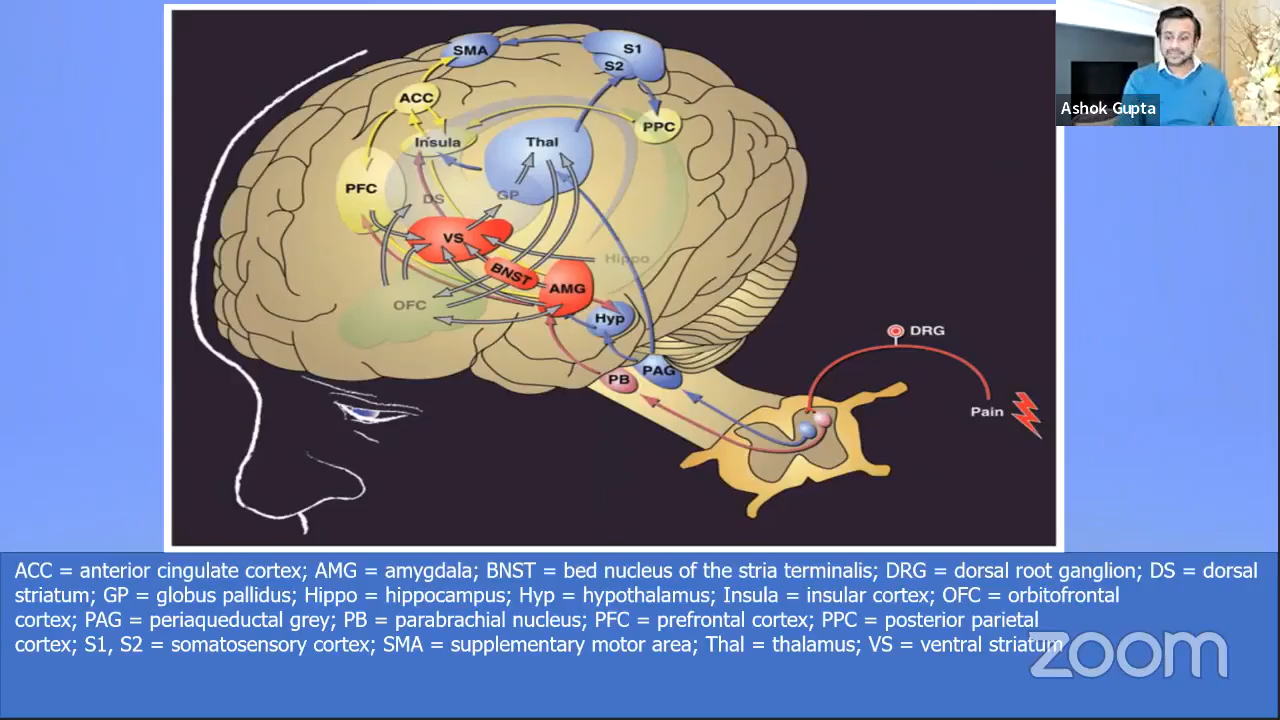 SMA
S1
S2
ACC
PPC
Insula
Thal
PFC
DS
GP
VS
BNST
Hippo
AMG
OFC
Hyp
PB
PAG
DRG
Pain
Ashok Gupta
ACC = anterior cingulate cortex; AMG = amygdala; BNST = bed nucleus of the stria terminalis; DRG = dorsal root ganglion; DS = dorsal
striatum; GP = globus pallidus; Hippo = hippocampus; Hyp = hypothalamus; Insula = insular cortex; OFC = orbitofrontal
cortex; PAG = periaqueductal grey; PB = parabrachial nucleus; PFC = prefrontal cortex; PPC = posterior parietal
cortex; S1, S2 = somatosensory cortex; SMA = supplementary motor area; Thal = thalamus; VS = ventral striatum
zoom